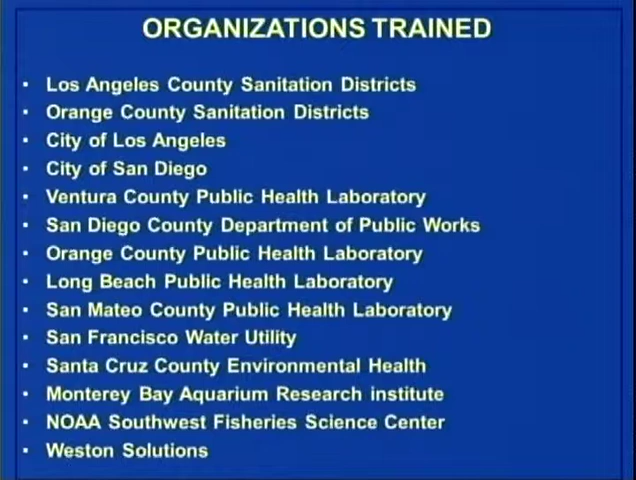 ORGANIZATIONS TRAINED
• Los Angeles County Sanitation Districts
• Orange County Sanitation Districts
• City of Los Angeles
• City of San Diego
• Ventura County Public Health Laboratory
• San Diego County Department of Public Works
• Orange County Public Health Laboratory
• Long Beach Public Health Laboratory
• San Mateo County Public Health Laboratory
• San Francisco Water Utility
• Santa Cruz County Environmental Health
• Monterey Bay Aquarium Research institute
• NOAA Southwest Fisheries Science Center
• Weston Solutions